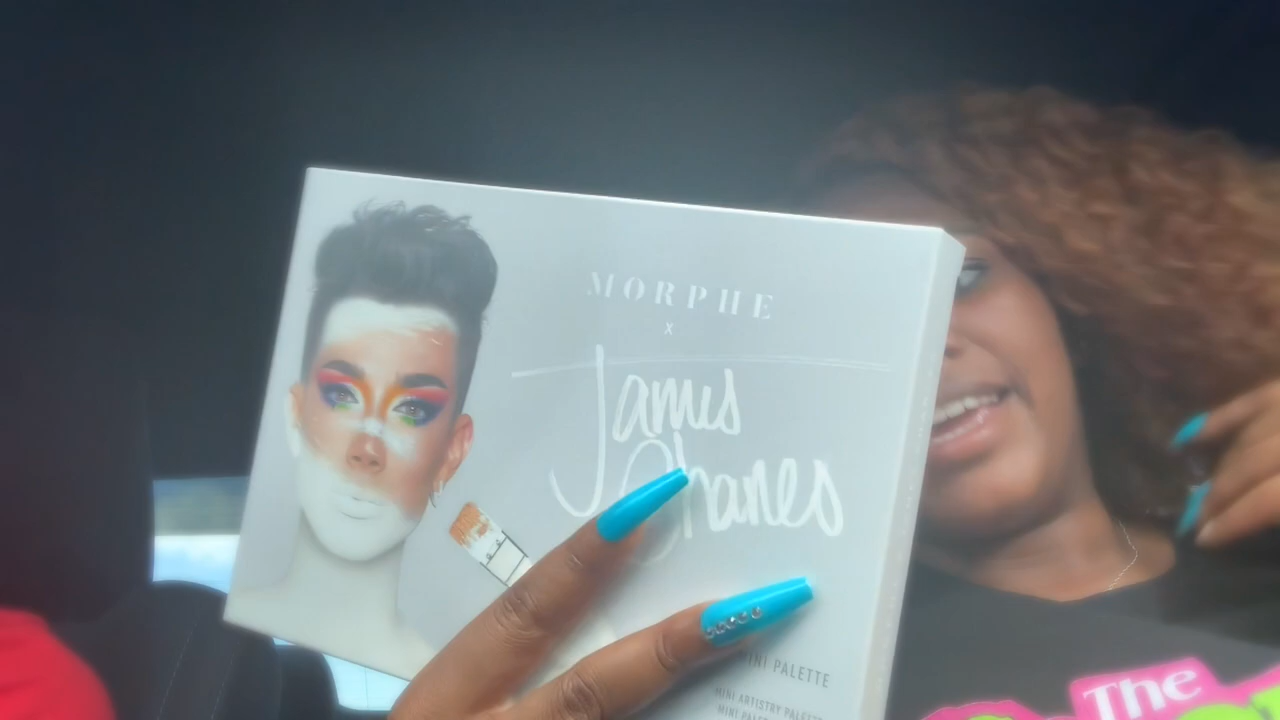 MORPHE
X
James
Charles
MINI PALETTE
MINI ARTISTRY PALETTE
The